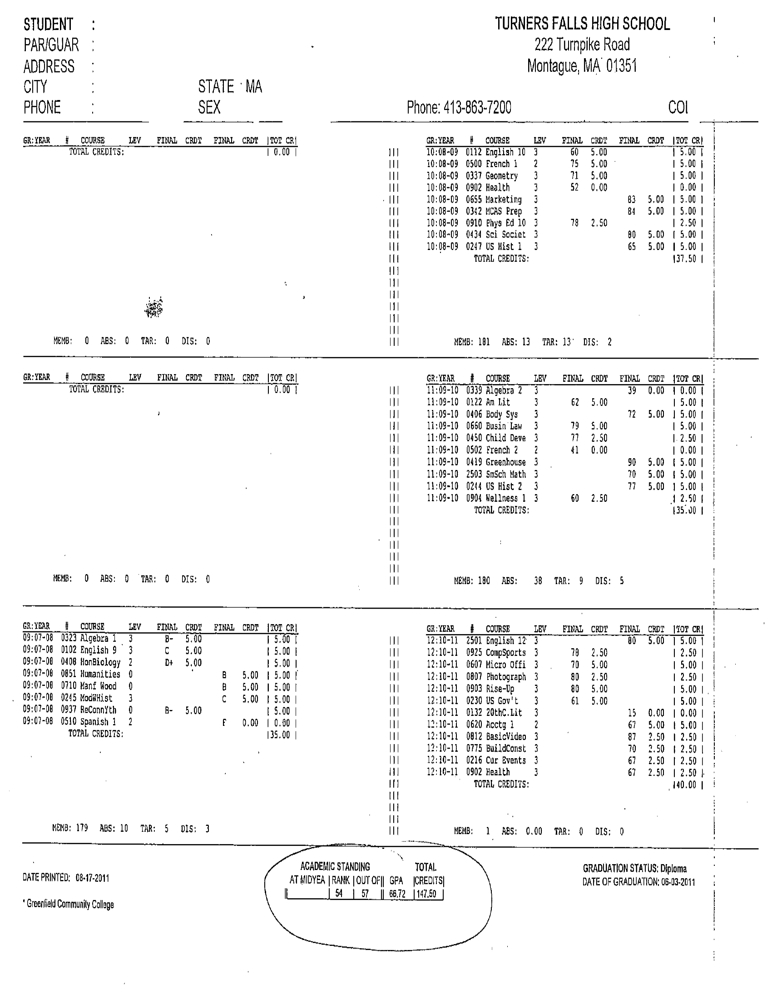 STUDENT :
PAR/GUAR :
ADDRESS :
CITY : STATE MA
PHONE : SEX
TURNERS FALLS HIGH SCHOOL
222 Turnpike Road
Montague, MA 01351
Phone: 413-863-7200 COI
GR:YEAR # COURSE LEV FINAL CRDT FINAL CRDT |TOT CR|
TOTAL CREDITS: | 0.00 |
MEMB: 0 ABS: 0 TAR: 0 DIS: 0
GR:YEAR # COURSE LEV FINAL CRDT FINAL CRDT |TOT CR|
10:08-09 0112 English 10 3 60 5.00 | 5.00 |
10:08-09 0500 French 1 2 75 5.00 | 5.00 |
10:08-09 0337 Geometry 3 71 5.00 | 5.00 |
10:08-09 0902 Health 3 52 0.00 | 0.00 |
10:08-09 0655 Marketing 3 83 5.00 | 5.00 |
10:08-09 0342 MCAS Prep 3 84 5.00 | 5.00 |
10:08-09 0910 Phys Ed 10 3 78 2.50 | 2.50 |
10:08-09 0434 Sci Societ 3 80 5.00 | 5.00 |
10:08-09 0247 US Hist 1 3 65 5.00 | 5.00 |
TOTAL CREDITS: |37.50 |
MEMB: 181 ABS: 13 TAR: 13 DIS: 2
GR:YEAR # COURSE LEV FINAL CRDT FINAL CRDT |TOT CR|
TOTAL CREDITS: | 0.00 |
MEMB: 0 ABS: 0 TAR: 0 DIS: 0
GR:YEAR # COURSE LEV FINAL CRDT FINAL CRDT |TOT CR|
11:09-10 0339 Algebra 2 3 39 0.00 | 0.00 |
11:09-10 0122 Am Lit 3 62 5.00 | 5.00 |
11:09-10 0406 Body Sys 3 72 5.00 | 5.00 |
11:09-10 0660 Busin Law 3 79 5.00 | 5.00 |
11:09-10 0450 Child Deve 3 77 2.50 | 2.50 |
11:09-10 0502 French 2 2 41 0.00 | 0.00 |
11:09-10 0419 Greenhouse 3 90 5.00 | 5.00 |
11:09-10 2503 SmSch Math 3 70 5.00 | 5.00 |
11:09-10 0244 US Hist 2 3 77 5.00 | 5.00 |
11:09-10 0904 Wellness 1 3 60 2.50 | 2.50 |
TOTAL CREDITS: |35.00 |
MEMB: 180 ABS: 38 TAR: 9 DIS: 5
GR:YEAR # COURSE LEV FINAL CRDT FINAL CRDT |TOT CR|
09:07-08 0323 Algebra 1 3 B- 5.00 | 5.00 |
09:07-08 0102 English 9 3 C 5.00 | 5.00 |
09:07-08 0408 HonBiology 2 D+ 5.00 | 5.00 |
09:07-08 0851 Humanities 0 B 5.00 | 5.00 |
09:07-08 0710 Manf Wood 0 B 5.00 | 5.00 |
09:07-08 0245 ModWHist 3 C 5.00 | 5.00 |
09:07-08 0937 ReConnYth 0 B- 5.00 | 5.00 |
09:07-08 0510 Spanish 1 2 F 0.00 | 0.00 |
TOTAL CREDITS: |35.00 |
MEMB: 179 ABS: 10 TAR: 5 DIS: 3
GR:YEAR # COURSE LEV FINAL CRDT FINAL CRDT |TOT CR|
12:10-11 2501 English 12 3 80 5.00 | 5.00 |
12:10-11 0925 CompSports 3 78 2.50 | 2.50 |
12:10-11 0607 Micro Offi 3 70 5.00 | 5.00 |
12:10-11 0807 Photograph 3 80 2.50 | 2.50 |
12:10-11 0903 Rise-Up 3 80 5.00 | 5.00 |
12:10-11 0230 US Gov't 3 61 5.00 | 5.00 |
12:10-11 0132 20thC.Lit 3 15 0.00 | 0.00 |
12:10-11 0620 Acctg 1 2 67 5.00 | 5.00 |
12:10-11 0812 BasicVideo 3 87 2.50 | 2.50 |
12:10-11 0775 BuildConst 3 70 2.50 | 2.50 |
12:10-11 0216 Cur Events 3 67 2.50 | 2.50 |
12:10-11 0902 Health 3 67 2.50 | 2.50 |
TOTAL CREDITS: |40.00 |
MEMB: 1 ABS: 0.00 TAR: 0 DIS: 0
DATE PRINTED: 08-17-2011
* Greenfield Community College
ACADEMIC STANDING TOTAL
AT MIDYEA | RANK | OUT OF|| GPA |CREDITS|
|| | 54 | 57 || 66.72 | 147.50 |
GRADUATION STATUS: Diploma
DATE OF GRADUATION: 06-03-2011